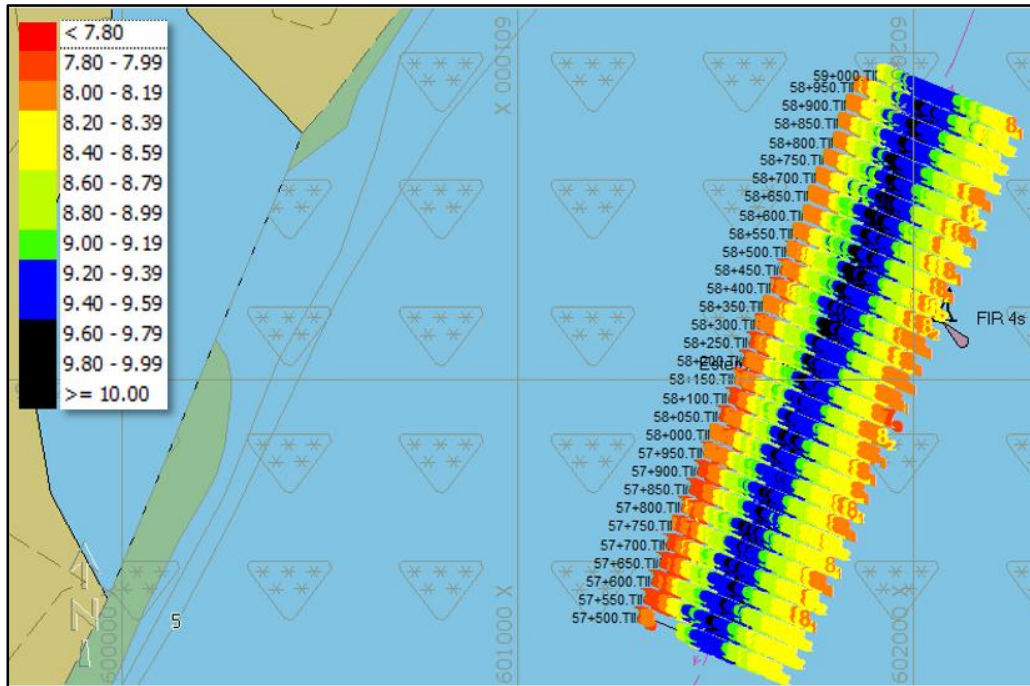 < 7.80
7.80 - 7.99
8.00 - 8.19
8.20 - 8.39
8.40 - 8.59
8.60 - 8.79
8.80 - 8.99
9.00 - 9.19
9.20 - 9.39
9.40 - 9.59
9.60 - 9.79
9.80 - 9.99
>= 10.00
601000 X
59+000.TI
58+950.TI
58+900.TI
58+850.TI
58+800.TI
58+750.TI
58+700.TI
58+650.TI
58+600.TI
58+550.TI
58+500.TI
58+450.TI
58+400.TI
58+350.TI
58+300.TI
58+250.TI
58+200.TI
58+150.TI
58+100.TI
58+050.TI
58+000.TI
57+950.TI
57+900.TI
57+850.TI
57+800.TI
57+750.TI
57+700.TI
57+650.TI
57+600.TI
57+550.TI
57+500.TI
FIR 4s
N
5
601000 X
602000 X